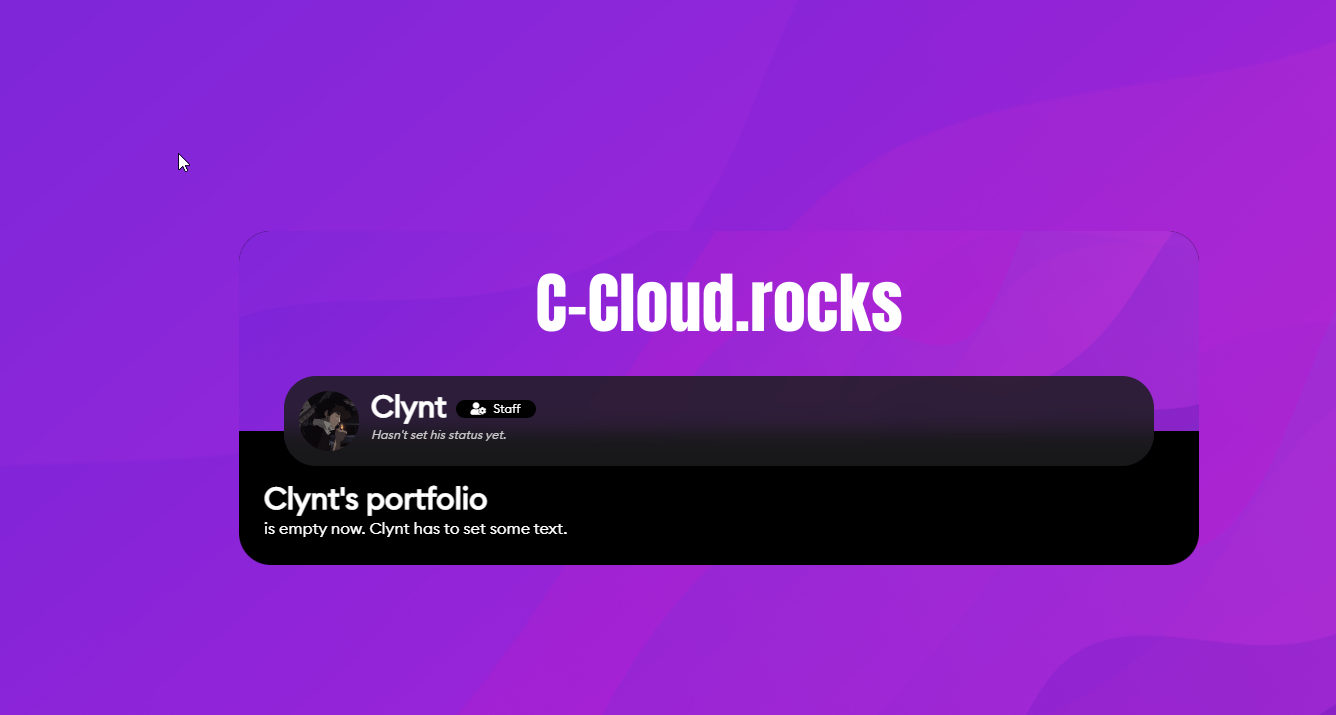 C-Cloud.rocks
Clynt Staff
Hasn't set his status yet.
Clynt's portfolio
is empty now. Clynt has to set some text.